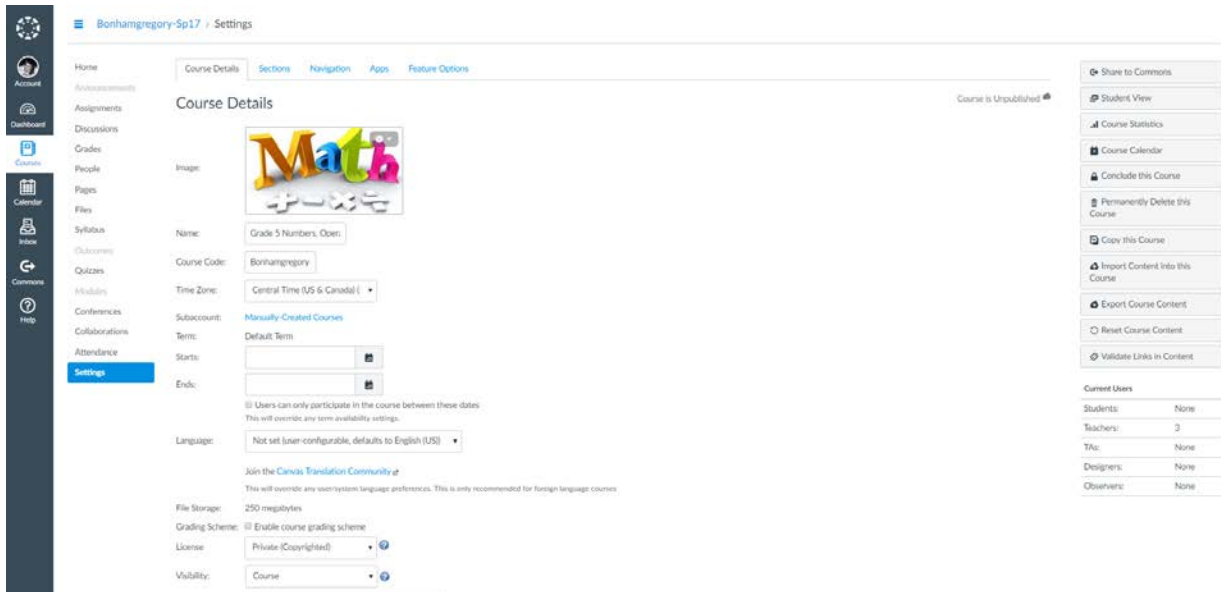 Bonhamgregory-Sp17 › Settings
Account
Dashboard
Courses
Calendar
Inbox
Commons
Help
Home
Announcements
Assignments
Discussions
Grades
People
Pages
Files
Syllabus
Outcomes
Quizzes
Modules
Conferences
Collaborations
Attendance
Settings
Course Details Sections Navigation Apps Feature Options
Course Details
Course is Unpublished
Image:
Math
+ − × ÷
Name: Grade 5 Numbers, Oper
Course Code: Bonhamgregory
Time Zone: Central Time (US & Canada) (
Subaccount: Manually-Created Courses
Term: Default Term
Starts:
Ends:
Users can only participate in the course between these dates
This will override any term availability settings.
Language: Not set (user-configurable, defaults to English (US))
Join the Canvas Translation Community
This will override any user/system language preferences. This is only recommended for foreign language courses
File Storage: 250 megabytes
Grading Scheme: Enable course grading scheme
License Private (Copyrighted)
Visibility: Course
Share to Commons
Student View
Course Statistics
Course Calendar
Conclude this Course
Permanently Delete this
Course
Copy this Course
Import Content into this
Course
Export Course Content
Reset Course Content
Validate Links in Content
Current Users
Students: None
Teachers: 3
TAs: None
Designers: None
Observers: None